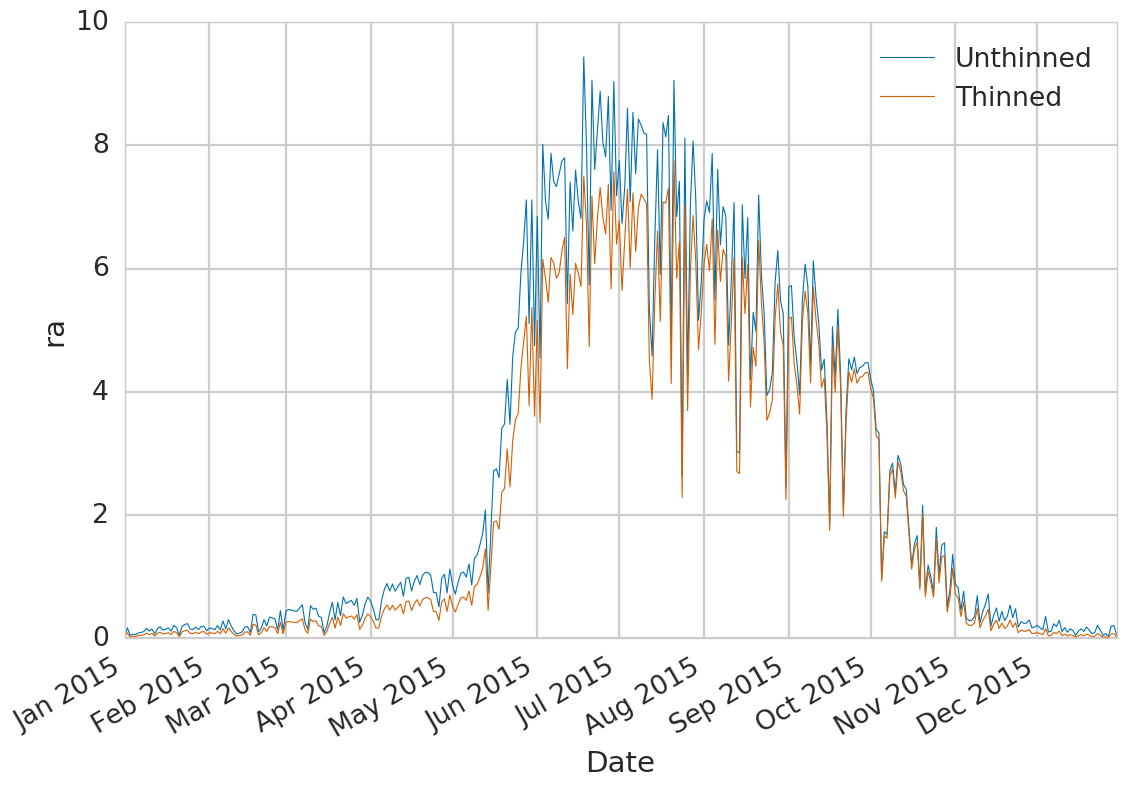 10
8
6
4
2
0
ra
Unthinned
Thinned
Jan 2015
Feb 2015
Mar 2015
Apr 2015
May 2015
Jun 2015
Jul 2015
Aug 2015
Sep 2015
Oct 2015
Nov 2015
Dec 2015
Date